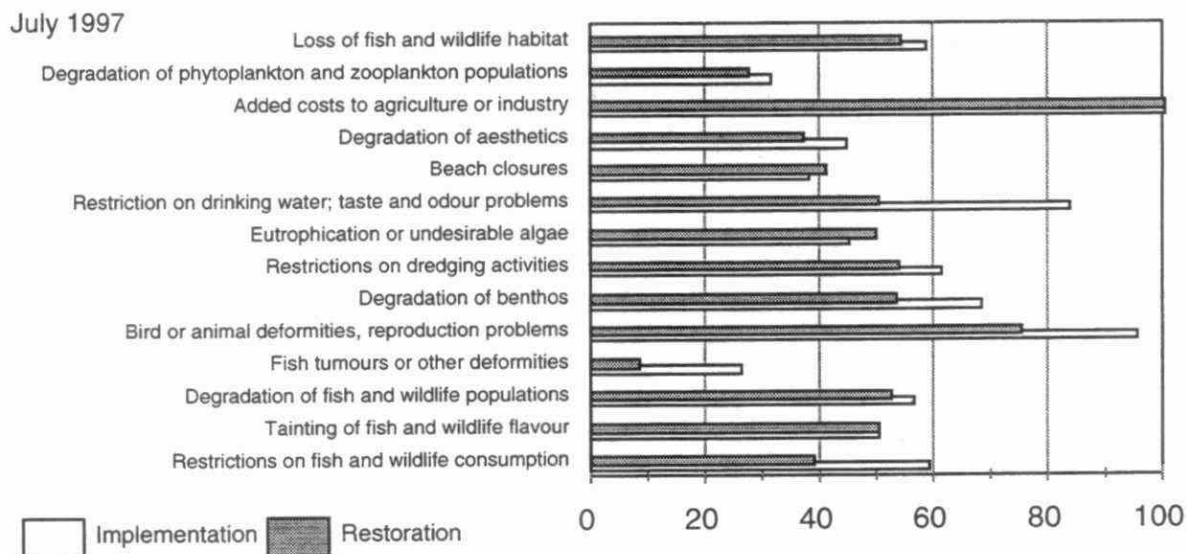 July 1997
Loss of fish and wildlife habitat
Degradation of phytoplankton and zooplankton populations
Added costs to agriculture or industry
Degradation of aesthetics
Beach closures
Restriction on drinking water; taste and odour problems
Eutrophication or undesirable algae
Restrictions on dredging activities
Degradation of benthos
Bird or animal deformities, reproduction problems
Fish tumours or other deformities
Degradation of fish and wildlife populations
Tainting of fish and wildlife flavour
Restrictions on fish and wildlife consumption
0 20 40 60 80 100
Implementation Restoration